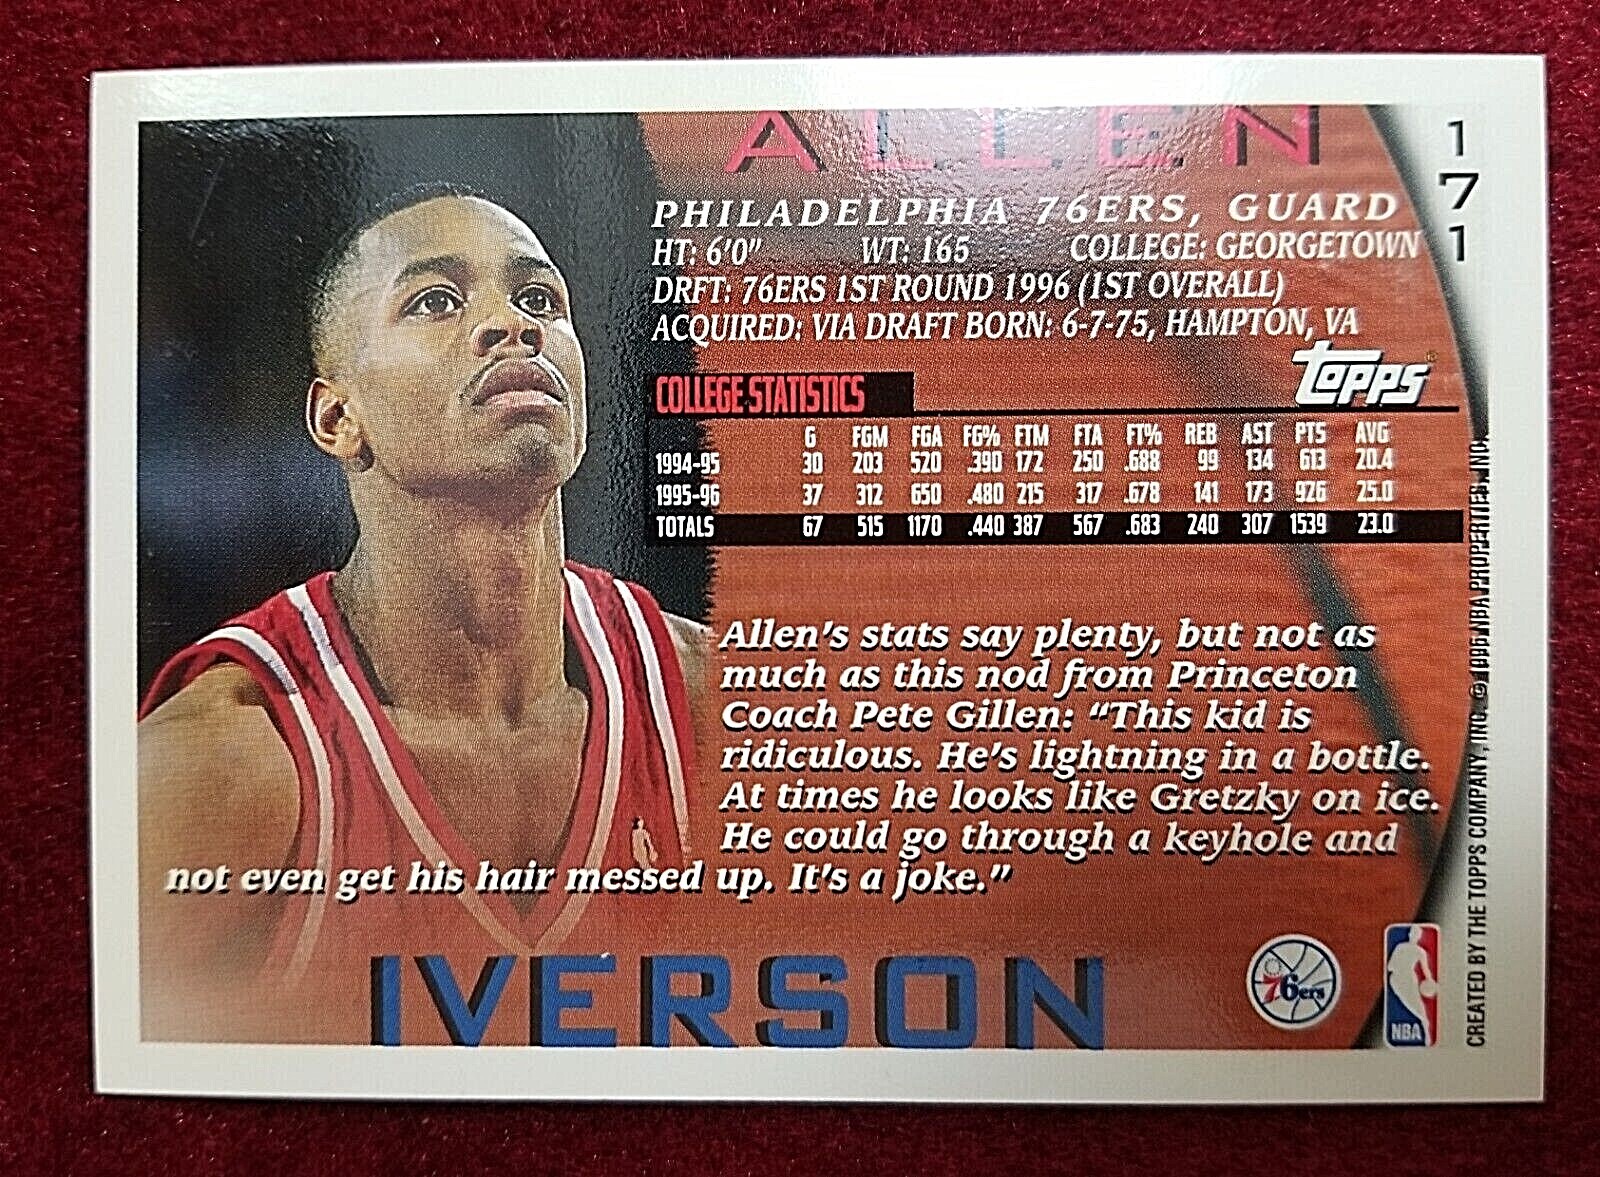 ALLEN
171
PHILADELPHIA 76ERS, GUARD
HT: 6'0" WT: 165 COLLEGE: GEORGETOWN
DRFT: 76ERS 1ST ROUND 1996 (1ST OVERALL)
ACQUIRED: VIA DRAFT BORN: 6-7-75, HAMPTON, VA
TOPPS
COLLEGE STATISTICS
G FGM FGA FG% FTM FTA FT% REB AST PTS AVG
1994-95 30 203 520 .390 172 250 .688 99 134 613 20.4
1995-96 37 312 650 .480 215 317 .678 141 173 926 25.0
TOTALS 67 515 1170 .440 387 567 .683 240 307 1539 23.0
Allen's stats say plenty, but not as
much as this nod from Princeton
Coach Pete Gillen: “This kid is
ridiculous. He's lightning in a bottle.
At times he looks like Gretzky on ice.
He could go through a keyhole and
not even get his hair messed up. It's a joke.”
IVERSON
76ers
NBA
CREATED BY THE TOPPS COMPANY, INC. © 1996 NBA PROPERTIES, INC.